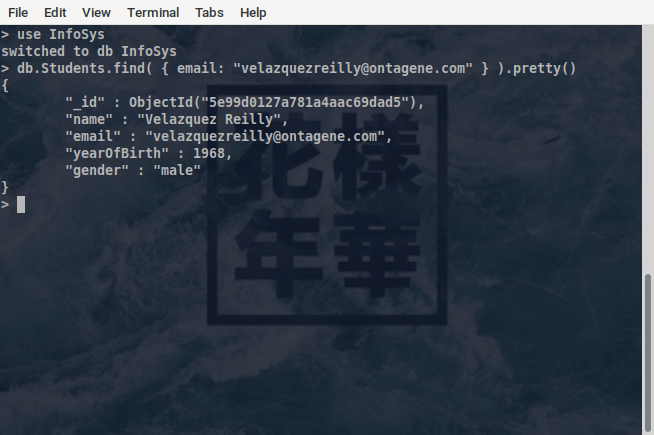 File Edit View Terminal Tabs Help
> use InfoSys
switched to db InfoSys
> db.Students.find( { email: "velazquezreilly@ontagene.com" } ).pretty()
{
        "_id" : ObjectId("5e99d0127a781a4aac69dad5"),
        "name" : "Velazquez Reilly",
        "email" : "velazquezreilly@ontagene.com",
        "yearOfBirth" : 1968,
        "gender" : "male"
}
>
花樣
年華